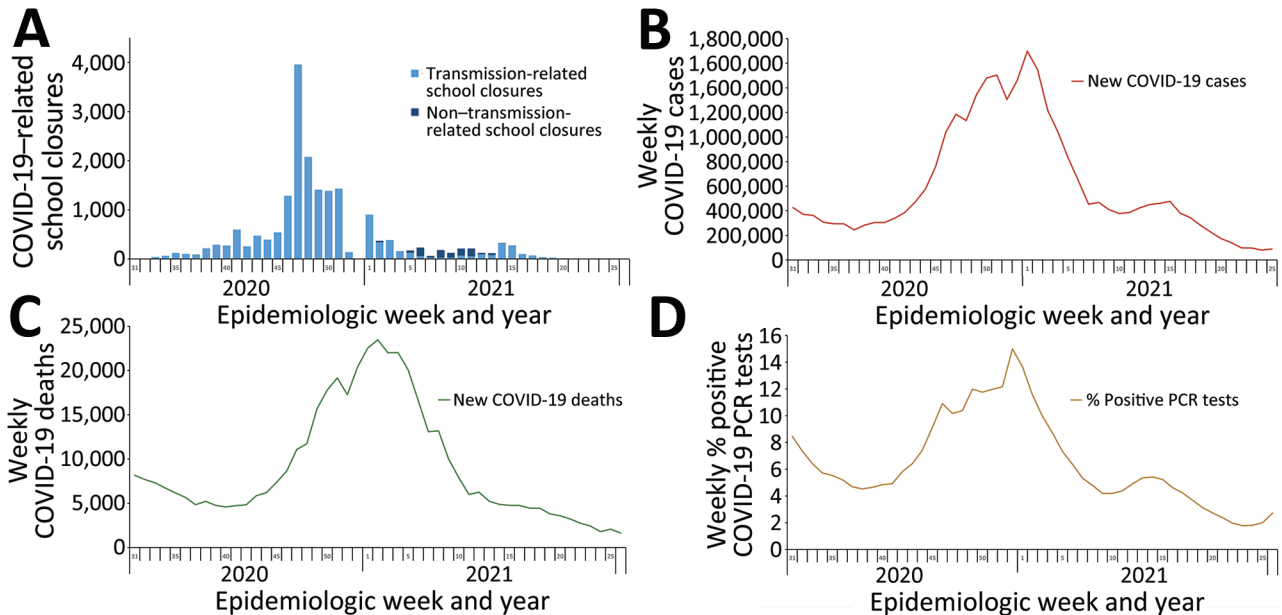 A
COVID-19–related
school closures
4,000
3,000
2,000
1,000
0
Transmission-related
school closures
Non–transmission-
related school closures
31 35 40 45 50 1 5 10 15 20 25
2020 2021
Epidemiologic week and year
B
Weekly
COVID-19 cases
1,800,000
1,600,000
1,400,000
1,200,000
1,000,000
800,000
600,000
400,000
200,000
0
New COVID-19 cases
31 35 40 45 50 1 5 10 15 20 25
2020 2021
Epidemiologic week and year
C
Weekly
COVID-19 deaths
25,000
20,000
15,000
10,000
5,000
0
New COVID-19 deaths
31 35 40 45 50 1 5 10 15 20 25
2020 2021
Epidemiologic week and year
D
Weekly % positive
COVID-19 PCR tests
16
14
12
10
8
6
4
2
0
% Positive PCR tests
31 35 40 45 50 1 5 10 15 20 25
2020 2021
Epidemiologic week and year